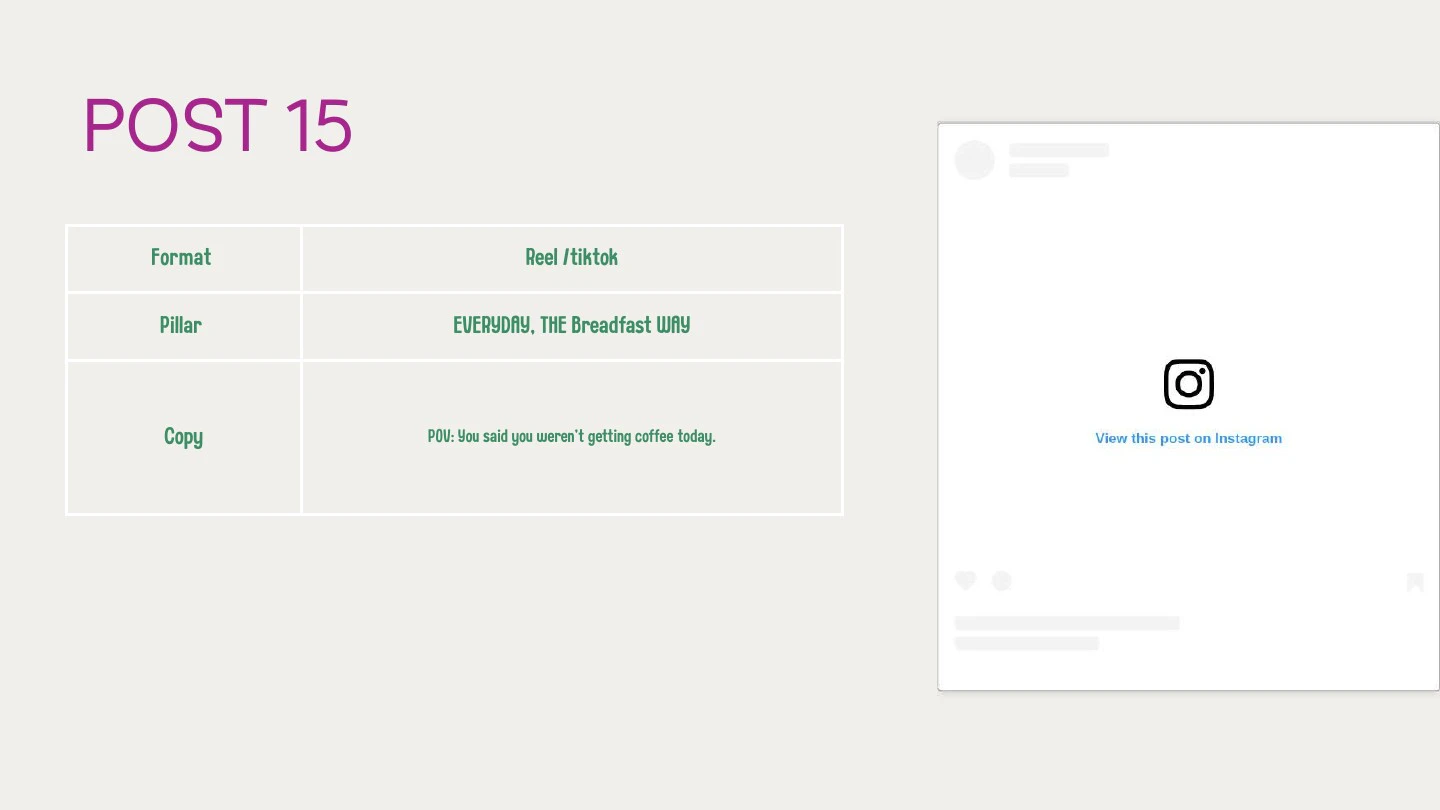 POST 15
Format
Reel /tiktok
Pillar
EVERYDAY, THE Breadfast WAY
Copy
POV: You said you weren't getting coffee today.
View this post on Instagram